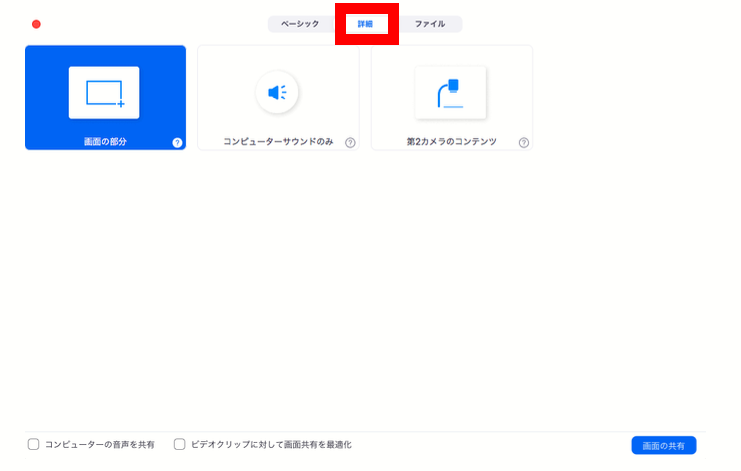 ベーシック 詳細 ファイル
画面の部分 ? コンピューターサウンドのみ ? 第2カメラのコンテンツ ?
コンピューターの音声を共有 ビデオクリップに対して画面共有を最適化 画面の共有